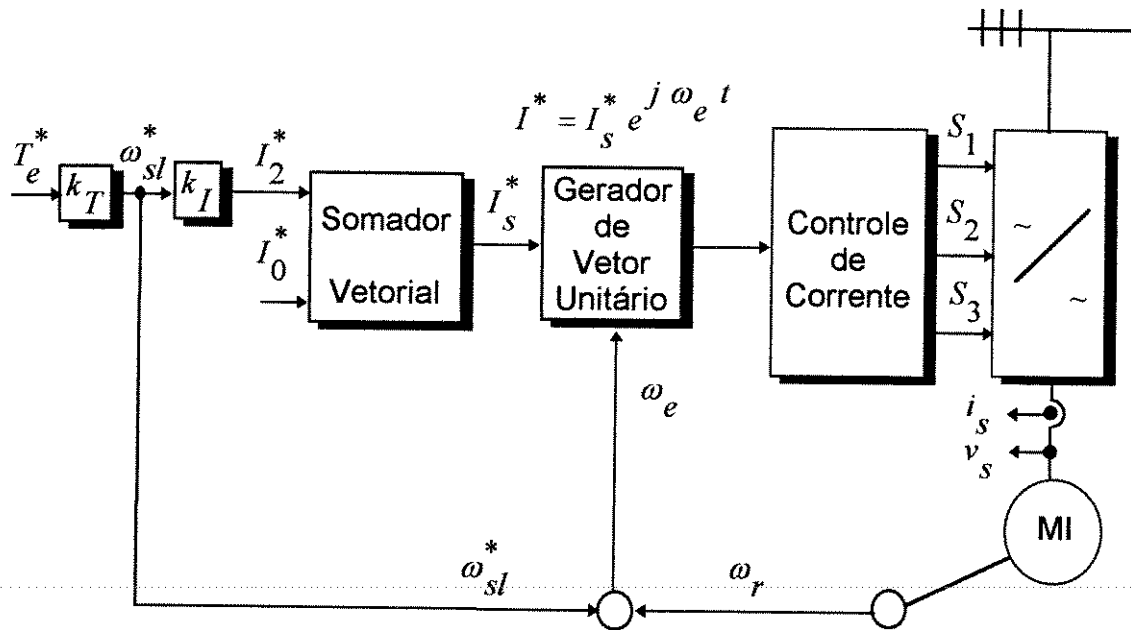 I* = I_s* e^{j ω_e t}
T_e*
k_T
ω_sl*
k_I
I_2*
I_0*
Somador
Vetorial
I_s*
Gerador
de
Vetor
Unitário
Controle
de
Corrente
S_1
S_2
S_3
~
~
ω_e
i_s
v_s
MI
ω_sl*
ω_r